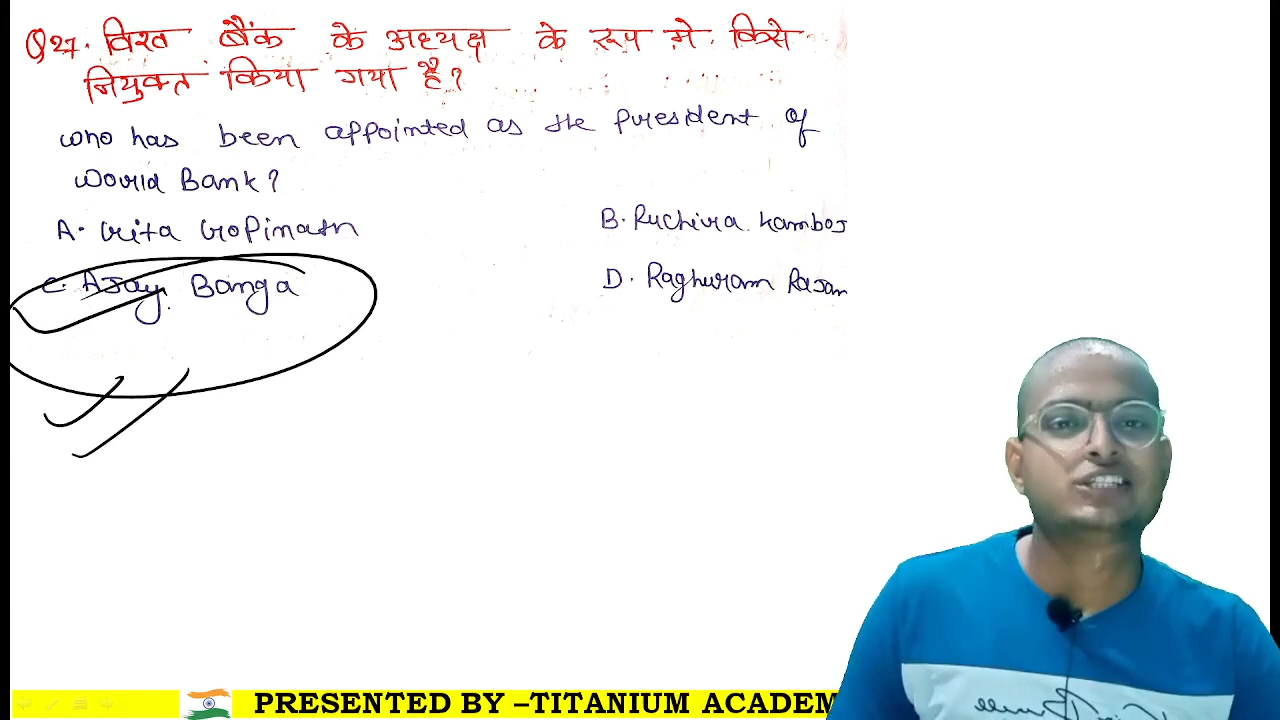 Q27. विश्व बैंक के अध्यक्ष के रूप मे किसे
नियुक्त किया गया है?
who has been appointed as the President of
World Bank?
A. Gita Gopinath
B. Ruchira Kamboj
C. Ajay Banga
D. Raghuram Rajan
PRESENTED BY –TITANIUM ACADEM